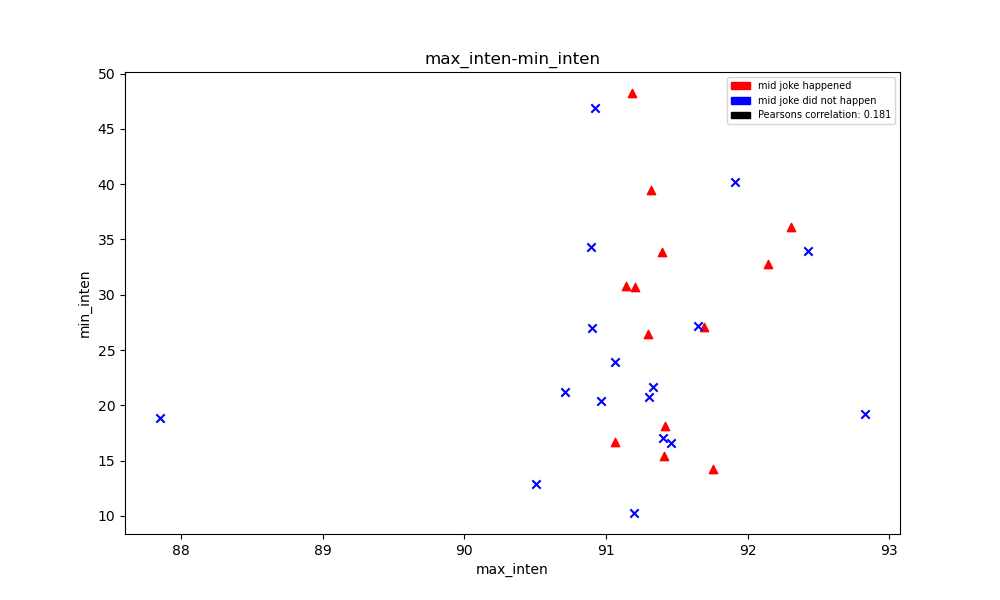 max_inten-min_inten
mid joke happened
mid joke did not happen
Pearsons correlation: 0.181
50
45
40
35
30
25
20
15
10
min_inten
88 89 90 91 92 93
max_inten